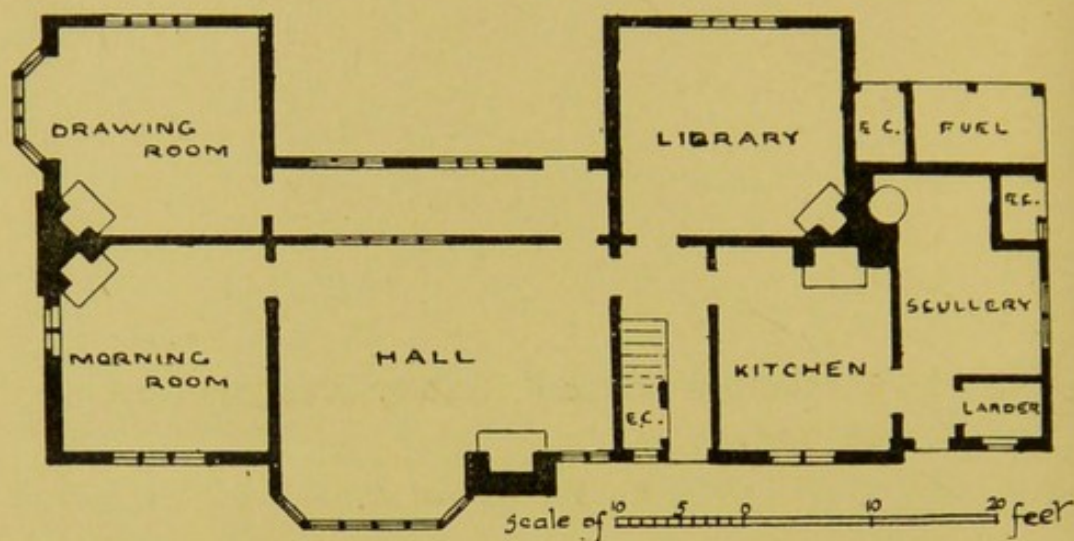 DRAWING
ROOM
LIBRARY
E.C.
FUEL
E.C.
MORNING
ROOM
HALL
KITCHEN
SCULLERY
E.C.
LARDER
scale of 10 5 0 10 20 feet